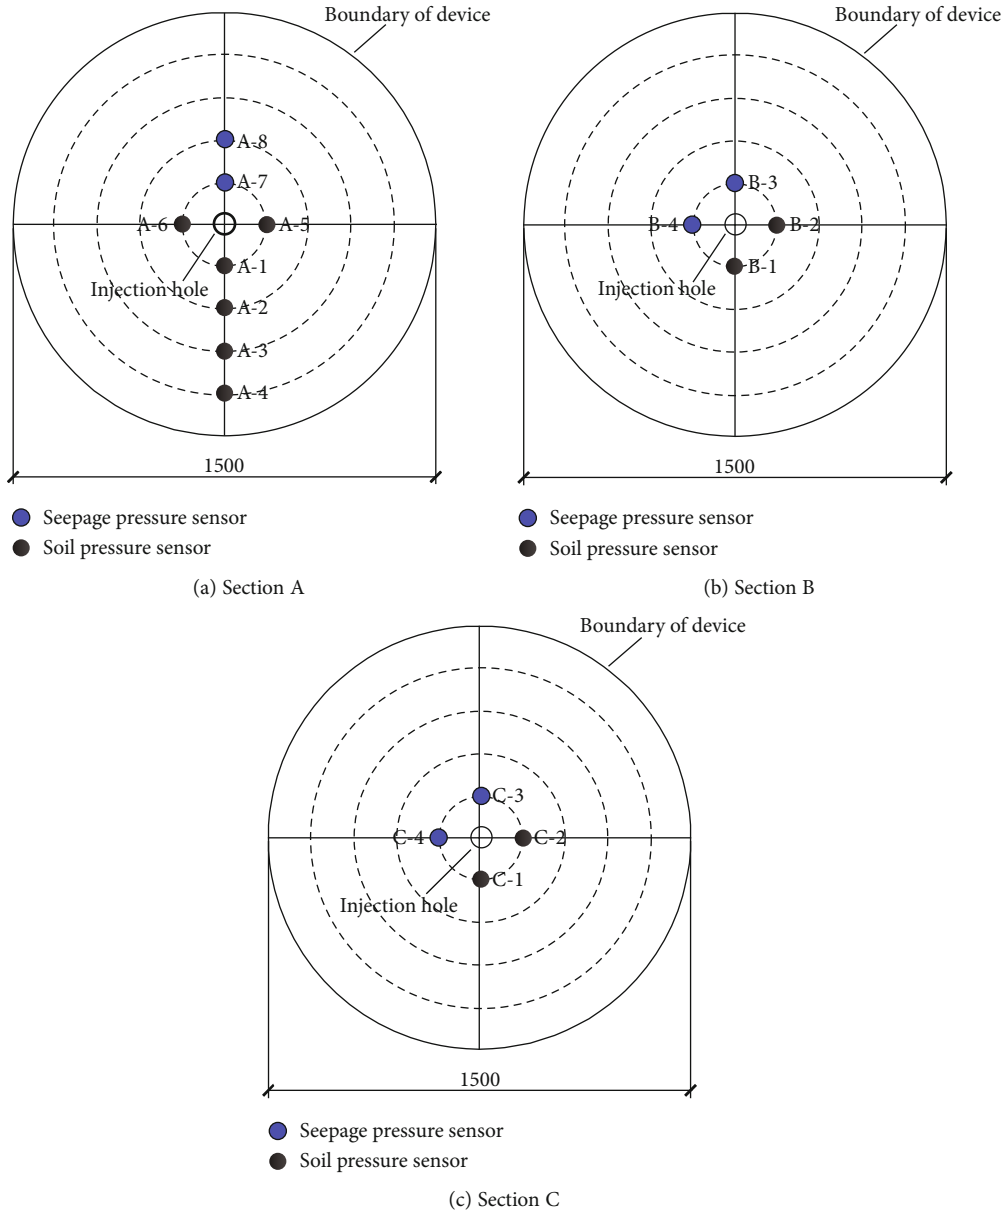 Boundary of device
A-8
A-7
A-6
A-5
A-1
Injection hole
A-2
A-3
A-4
1500
Seepage pressure sensor
Soil pressure sensor
(a) Section A
Boundary of device
B-3
B-4
B-2
B-1
Injection hole
1500
Seepage pressure sensor
Soil pressure sensor
(b) Section B
Boundary of device
C-3
C-4
C-2
C-1
Injection hole
1500
Seepage pressure sensor
Soil pressure sensor
(c) Section C